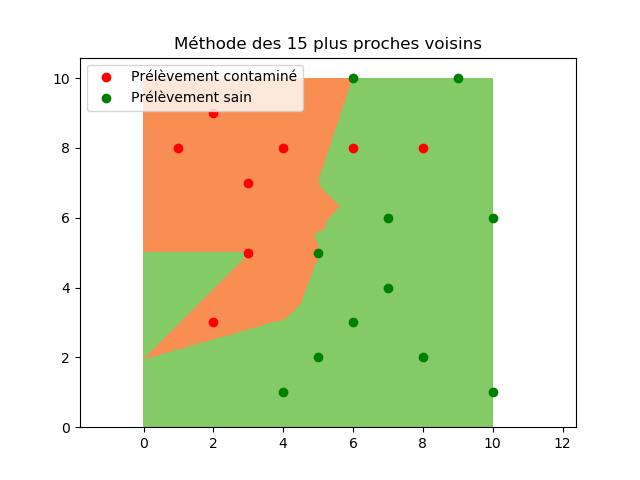 Méthode des 15 plus proches voisins
Prélèvement contaminé
Prélèvement sain
10
8
6
4
2
0
0 2 4 6 8 10 12